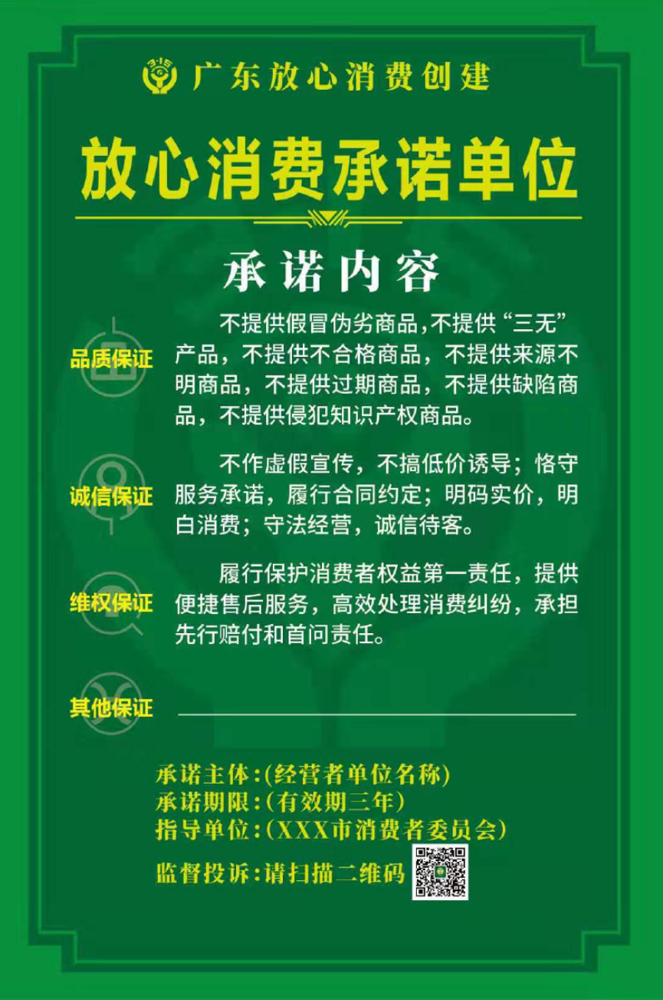 3·15
广东放心消费创建
放心消费承诺单位
承诺内容
品质保证
不提供假冒伪劣商品，不提供“三无”
产品，不提供不合格商品，不提供来源不
明商品，不提供过期商品，不提供缺陷商
品，不提供侵犯知识产权商品。
诚信保证
不作虚假宣传，不搞低价诱导；恪守
服务承诺，履行合同约定；明码实价，明
白消费；守法经营，诚信待客。
维权保证
履行保护消费者权益第一责任，提供
便捷售后服务，高效处理消费纠纷，承担
先行赔付和首问责任。
其他保证
承诺主体：(经营者单位名称)
承诺期限：(有效期三年)
指导单位：(XXX市消费者委员会)
监督投诉：请扫描二维码